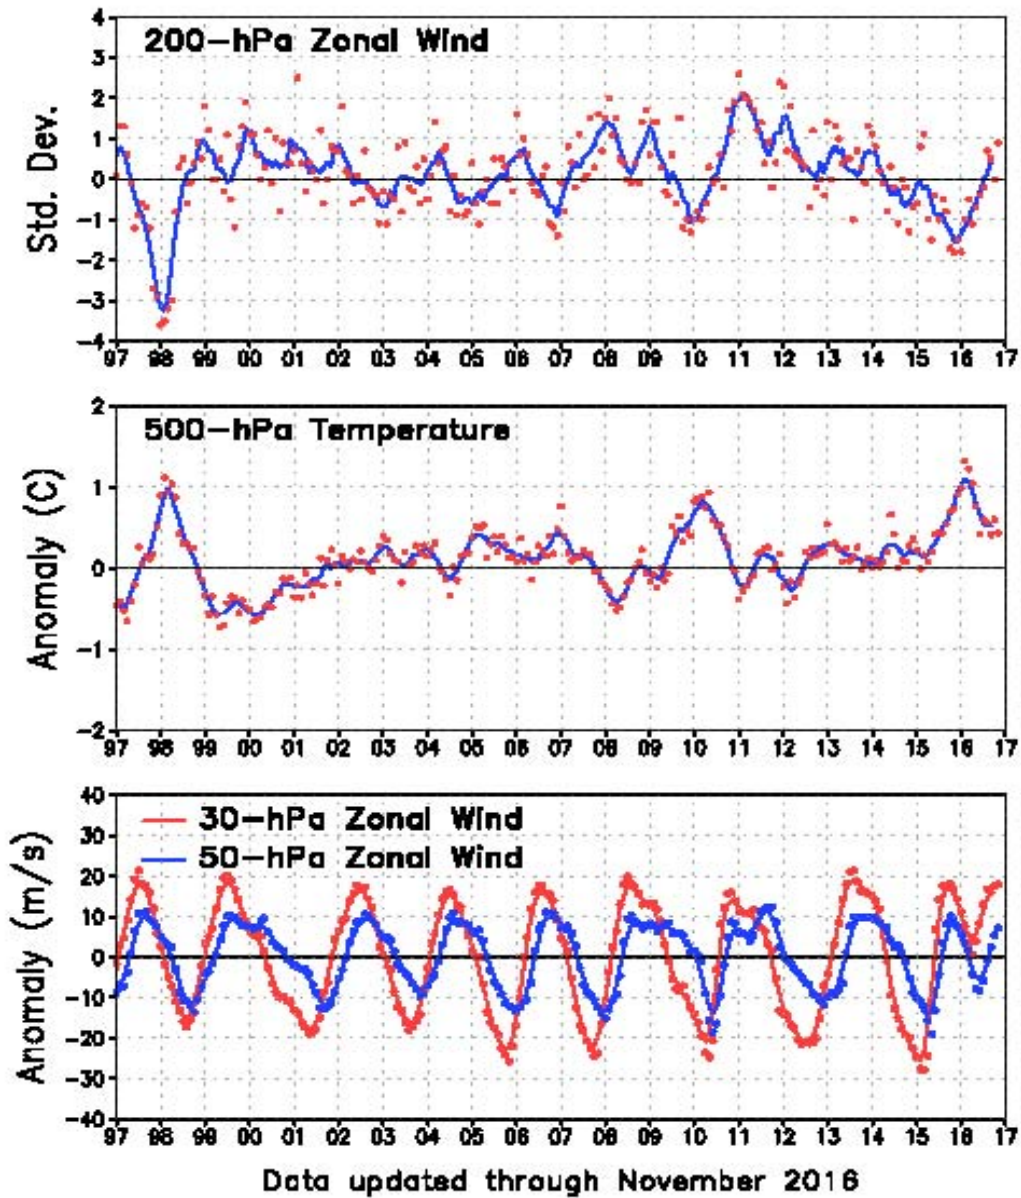 200-hPa Zonal Wind
Std. Dev.
4
3
2
1
0
-1
-2
-3
-4
97 98 99 00 01 02 03 04 05 06 07 08 09 10 11 12 13 14 15 16 17
500-hPa Temperature
Anomaly (C)
2
1
0
-1
-2
97 98 99 00 01 02 03 04 05 06 07 08 09 10 11 12 13 14 15 16 17
30-hPa Zonal Wind
50-hPa Zonal Wind
Anomaly (m/s)
40
30
20
10
0
-10
-20
-30
-40
97 98 99 00 01 02 03 04 05 06 07 08 09 10 11 12 13 14 15 16 17
Data updated through November 2016